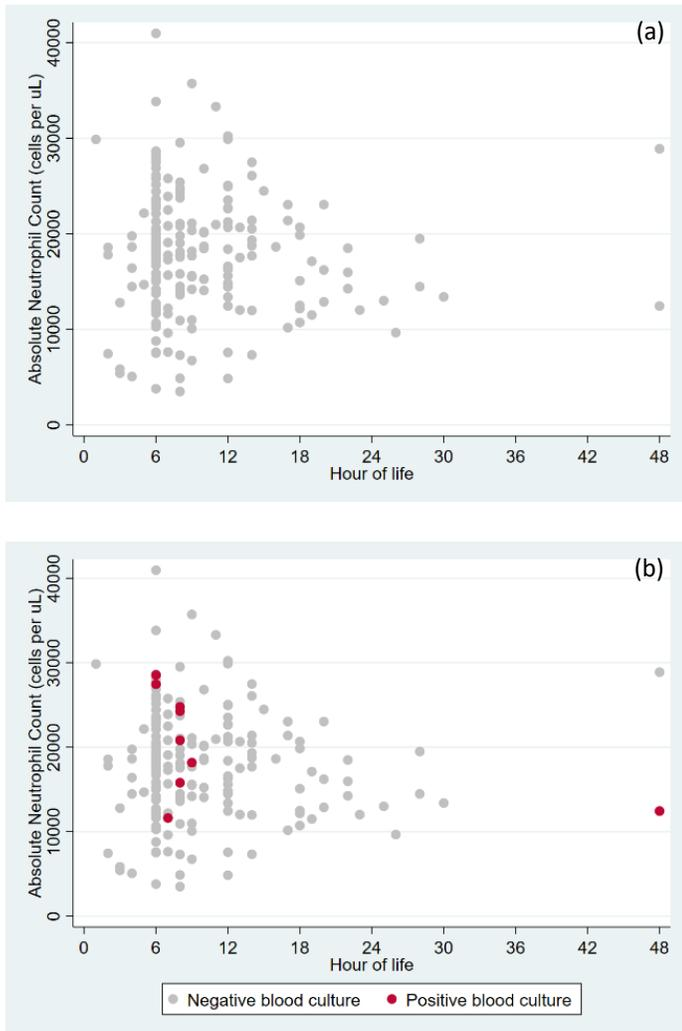 (a)
Absolute Neutrophil Count (cells per uL)
40000
30000
20000
10000
0
0 6 12 18 24 30 36 42 48
Hour of life
(b)
Absolute Neutrophil Count (cells per uL)
40000
30000
20000
10000
0
0 6 12 18 24 30 36 42 48
Hour of life
Negative blood culture Positive blood culture